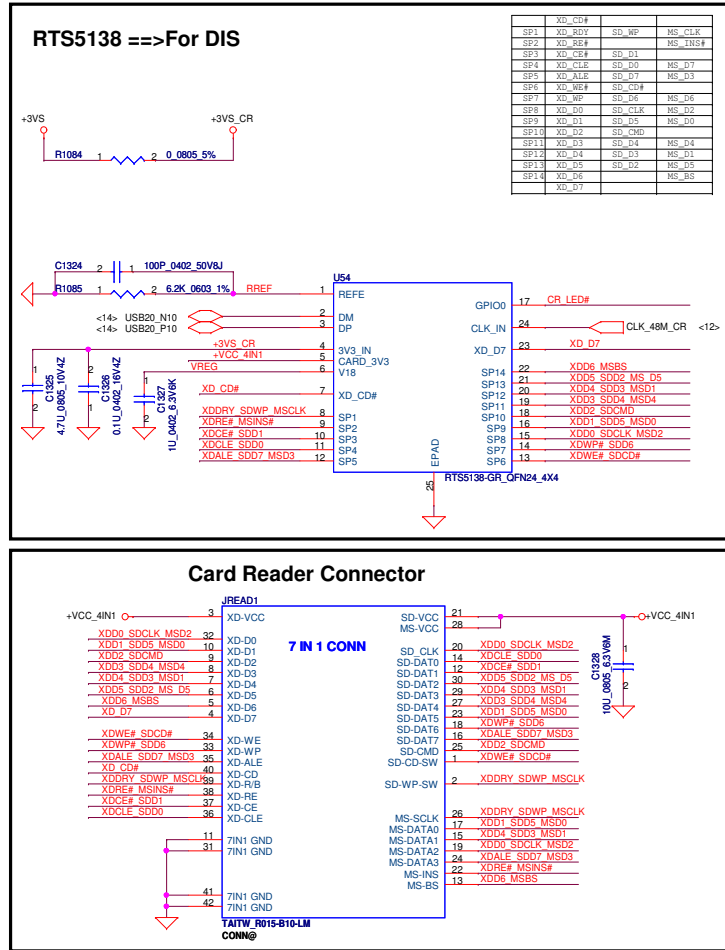 RTS5138 ==>For DIS
XD_CD#
SP1 XD_RDY SD_WP MS_CLK
SP2 XD_RE# MS_INS#
SP3 XD_CE# SD_D1
SP4 XD_CLE SD_D0 MS_D7
SP5 XD_ALE SD_D7 MS_D3
SP6 XD_WE# SD_CD#
SP7 XD_WP SD_D6 MS_D6
SP8 XD_D0 SD_CLK MS_D2
SP9 XD_D1 SD_D5 MS_D0
SP10 XD_D2 SD_CMD
SP11 XD_D3 SD_D4 MS_D4
SP12 XD_D4 SD_D3 MS_D1
SP13 XD_D5 SD_D2 MS_D5
SP14 XD_D6 MS_BS
XD_D7
+3VS +3VS_CR
R1084 1 2 0_0805_5%
C1324 2 1 100P_0402_50V8J
R1085 1 2 6.2K_0603_1% RREF
U54
1 REFE
<14> USB20_N10 2 DM
<14> USB20_P10 3 DP
+3VS_CR 4 3V3_IN
+VCC_4IN1 5 CARD_3V3
VREG 6 V18
XD_CD# 7 XD_CD#
XDDRY_SDWP_MSCLK 8 SP1
XDRE#_MSINS# 9 SP2
XDCE#_SDD1 10 SP3
XDCLE_SDD0 11 SP4
XDALE_SDD7_MSD3 12 SP5
GPIO0 17 CR_LED#
CLK_IN 24 CLK_48M_CR <12>
XD_D7 23 XD_D7
SP14 22 XDD6_MSBS
SP13 21 XDD5_SDD2_MS_D5
SP12 20 XDD4_SDD3_MSD1
SP11 19 XDD3_SDD4_MSD4
SP10 18 XDD2_SDCMD
SP9 16 XDD1_SDD5_MSD0
SP8 15 XDD0_SDCLK_MSD2
SP7 14 XDWP#_SDD6
SP6 13 XDWE#_SDCD#
EPAD
25
RTS5138-GR_QFN24_4X4
1 C1325 2 4.7U_0805_10V4Z
2 C1326 1 0.1U_0402_16V4Z
1 C1327 2 1U_0402_6.3V6K
Card Reader Connector
JREAD1
7 IN 1 CONN
+VCC_4IN1 3 XD-VCC
XDD0_SDCLK_MSD2 32 XD-D0
XDD1_SDD5_MSD0 10 XD-D1
XDD2_SDCMD 9 XD-D2
XDD3_SDD4_MSD4 8 XD-D3
XDD4_SDD3_MSD1 7 XD-D4
XDD5_SDD2_MS_D5 6 XD-D5
XDD6_MSBS 5 XD-D6
XD_D7 4 XD-D7
XDWE#_SDCD# 34 XD-WE
XDWP#_SDD6 33 XD-WP
XDALE_SDD7_MSD3 35 XD-ALE
XD_CD# 40 XD-CD
XDDRY_SDWP_MSCLK 39 XD-R/B
XDRE#_MSINS# 38 XD-RE
XDCE#_SDD1 37 XD-CE
XDCLE_SDD0 36 XD-CLE
11 7IN1 GND
31 7IN1 GND
41 7IN1 GND
42 7IN1 GND
SD-VCC 21 +VCC_4IN1
MS-VCC 28
SD_CLK 20 XDD0_SDCLK_MSD2
SD-DAT0 14 XDCLE_SDD0
SD-DAT1 12 XDCE#_SDD1
SD-DAT2 30 XDD5_SDD2_MS_D5
SD-DAT3 29 XDD4_SDD3_MSD1
SD-DAT4 27 XDD3_SDD4_MSD4
SD-DAT5 23 XDD1_SDD5_MSD0
SD-DAT6 18 XDWP#_SDD6
SD-DAT7 16 XDALE_SDD7_MSD3
SD-CMD 25 XDD2_SDCMD
SD-CD-SW 1 XDWE#_SDCD#
SD-WP-SW 2 XDDRY_SDWP_MSCLK
MS-SCLK 26 XDDRY_SDWP_MSCLK
MS-DATA0 17 XDD1_SDD5_MSD0
MS-DATA1 15 XDD4_SDD3_MSD1
MS-DATA2 19 XDD0_SDCLK_MSD2
MS-DATA3 24 XDALE_SDD7_MSD3
MS-INS 22 XDRE#_MSINS#
MS-BS 13 XDD6_MSBS
1 C1328 2 10U_0805_6.3V6M
TAITW_R015-B10-LM
CONN@